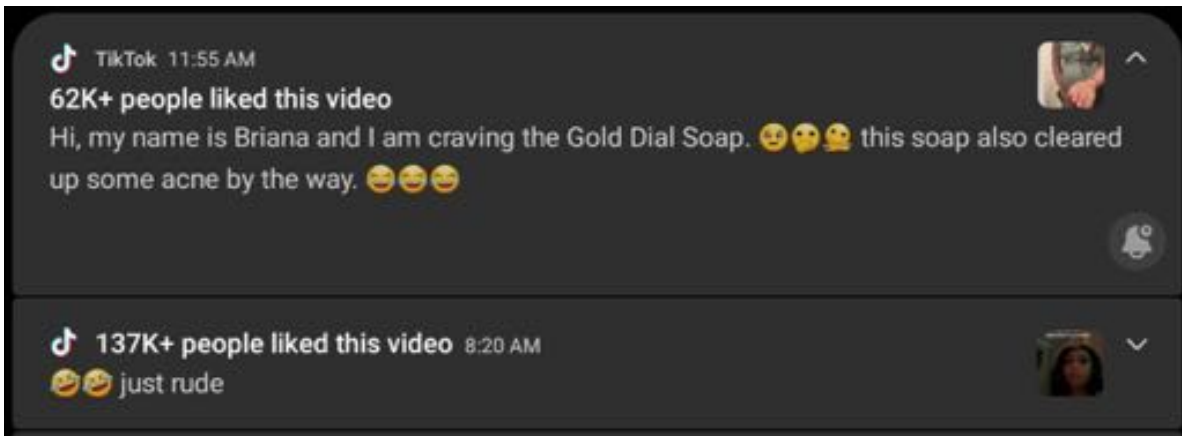 TikTok 11:55 AM
62K+ people liked this video
Hi, my name is Briana and I am craving the Gold Dial Soap. 🥹🤔🫠 this soap also cleared
up some acne by the way. 😂😂😂
137K+ people liked this video 8:20 AM
🤣🤣 just rude